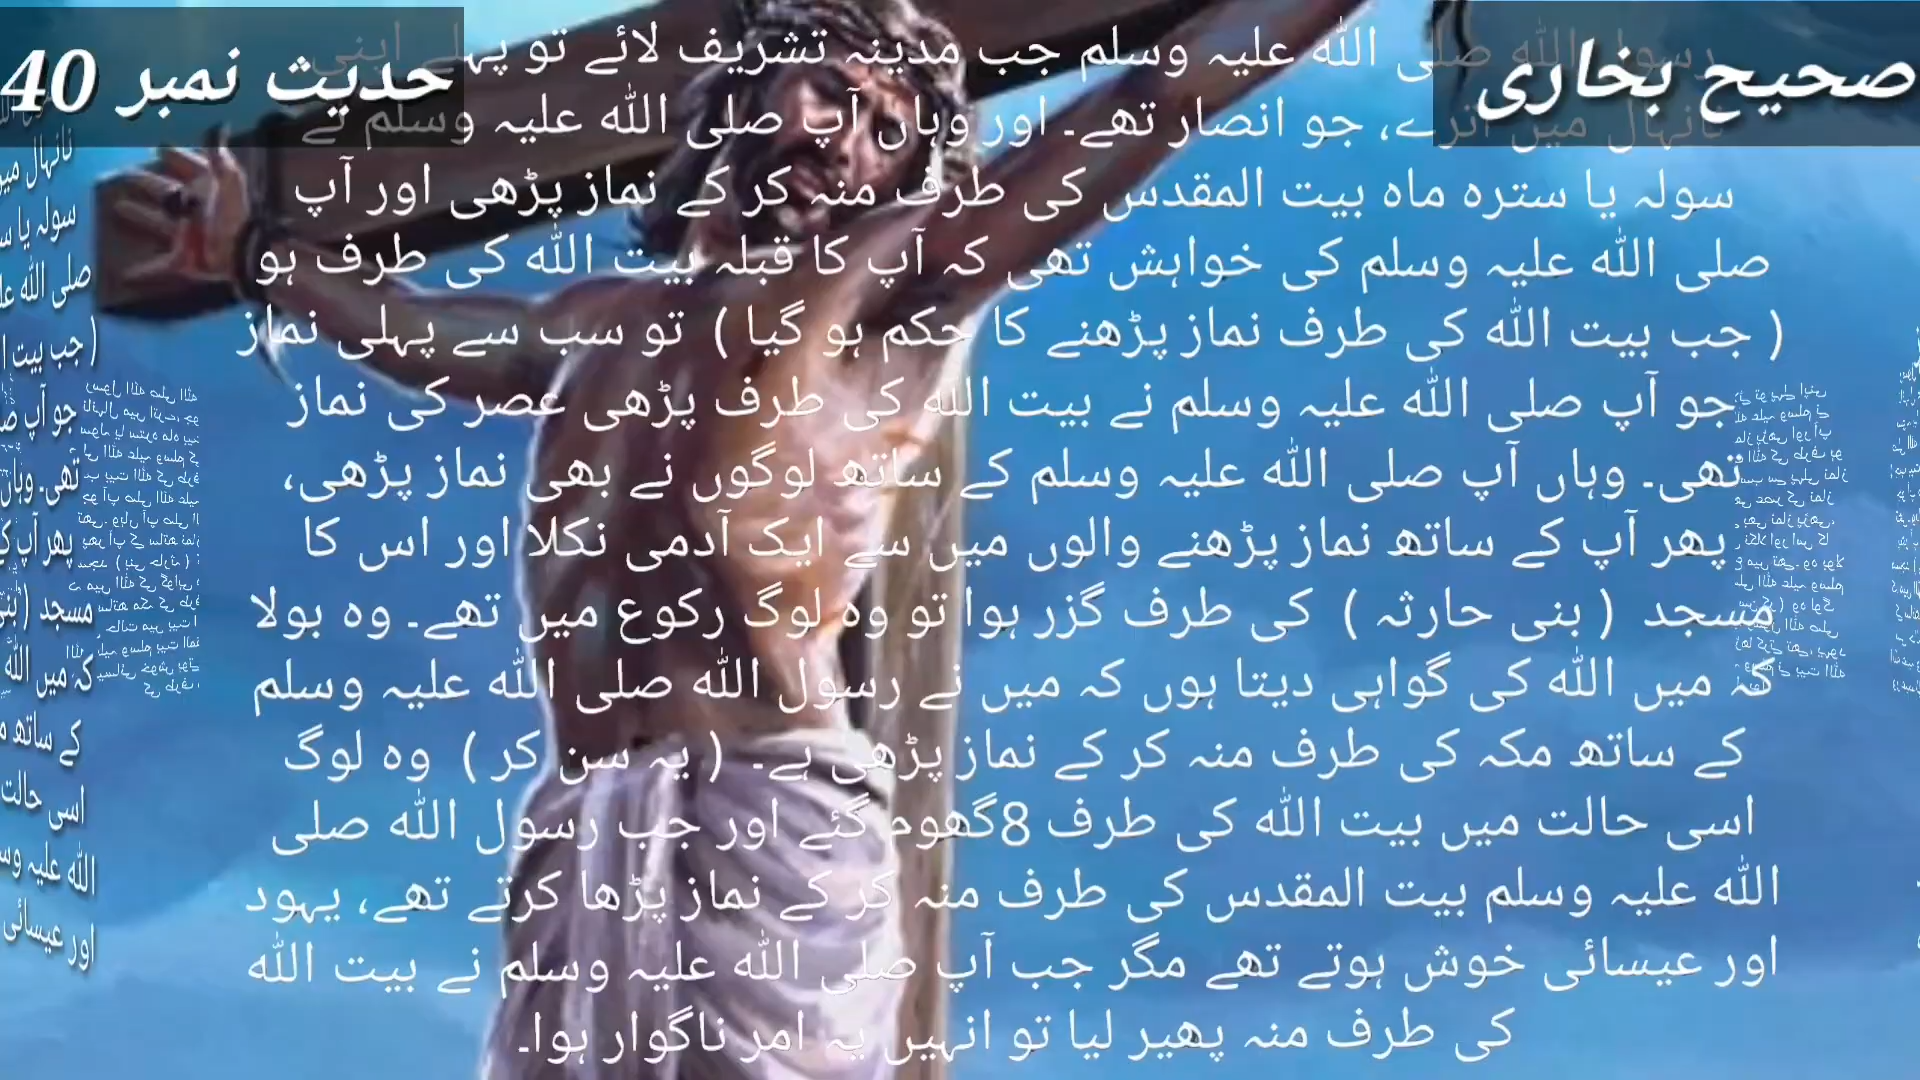 صحیح بخاری
حدیث نمبر 40
رسول اللہ صلی اللہ علیہ وسلم جب مدینہ تشریف لائے تو پہلے اپنی
نانہال میں اترے، جو انصار تھے۔ اور وہاں آپ صلی اللہ علیہ وسلم نے
سولہ یا سترہ ماہ بیت المقدس کی طرف منہ کر کے نماز پڑھی اور آپ
صلی اللہ علیہ وسلم کی خواہش تھی کہ آپ کا قبلہ بیت اللہ کی طرف ہو
( جب بیت اللہ کی طرف نماز پڑھنے کا حکم ہو گیا ) تو سب سے پہلی نماز
جو آپ صلی اللہ علیہ وسلم نے بیت اللہ کی طرف پڑھی عصر کی نماز
تھی۔ وہاں آپ صلی اللہ علیہ وسلم کے ساتھ لوگوں نے بھی نماز پڑھی،
پھر آپ کے ساتھ نماز پڑھنے والوں میں سے ایک آدمی نکلا اور اس کا
مسجد ( بنی حارثہ ) کی طرف گزر ہوا تو وہ لوگ رکوع میں تھے۔ وہ بولا
کہ میں اللہ کی گواہی دیتا ہوں کہ میں نے رسول اللہ صلی اللہ علیہ وسلم
کے ساتھ مکہ کی طرف منہ کر کے نماز پڑھی ہے۔ ( یہ سن کر ) وہ لوگ
اسی حالت میں بیت اللہ کی طرف 8گھوم گئے اور جب رسول اللہ صلی
اللہ علیہ وسلم بیت المقدس کی طرف منہ کر کے نماز پڑھا کرتے تھے، یہود
اور عیسائی خوش ہوتے تھے مگر جب آپ صلی اللہ علیہ وسلم نے بیت اللہ
کی طرف منہ پھیر لیا تو انہیں یہ امر ناگوار ہوا۔